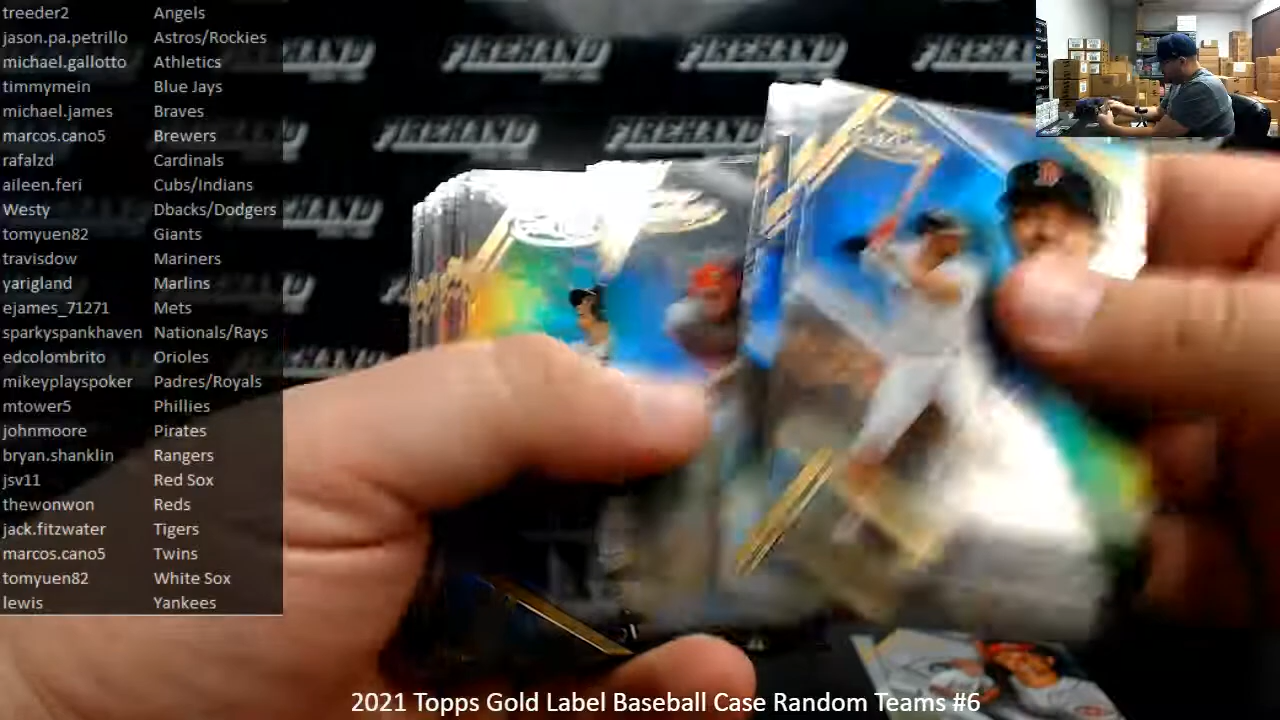 treeder2 Angels
jason.pa.petrillo Astros/Rockies
michael.gallotto Athletics
timmymein Blue Jays
michael.james Braves
marcos.cano5 Brewers
rafalzd Cardinals
aileen.feri Cubs/Indians
Westy Dbacks/Dodgers
tomyuen82 Giants
travisdow Mariners
yarigland Marlins
ejames_71271 Mets
sparkyspankhaven Nationals/Rays
edcolombrito Orioles
mikeyplayspoker Padres/Royals
mtower5 Phillies
johnmoore Pirates
bryan.shanklin Rangers
jsv11 Red Sox
thewonwon Reds
jack.fitzwater Tigers
marcos.cano5 Twins
tomyuen82 White Sox
lewis Yankees
FIREHAND FIREHAND
FIREHAND FIREHAND
2021 Topps Gold Label Baseball Case Random Teams #6